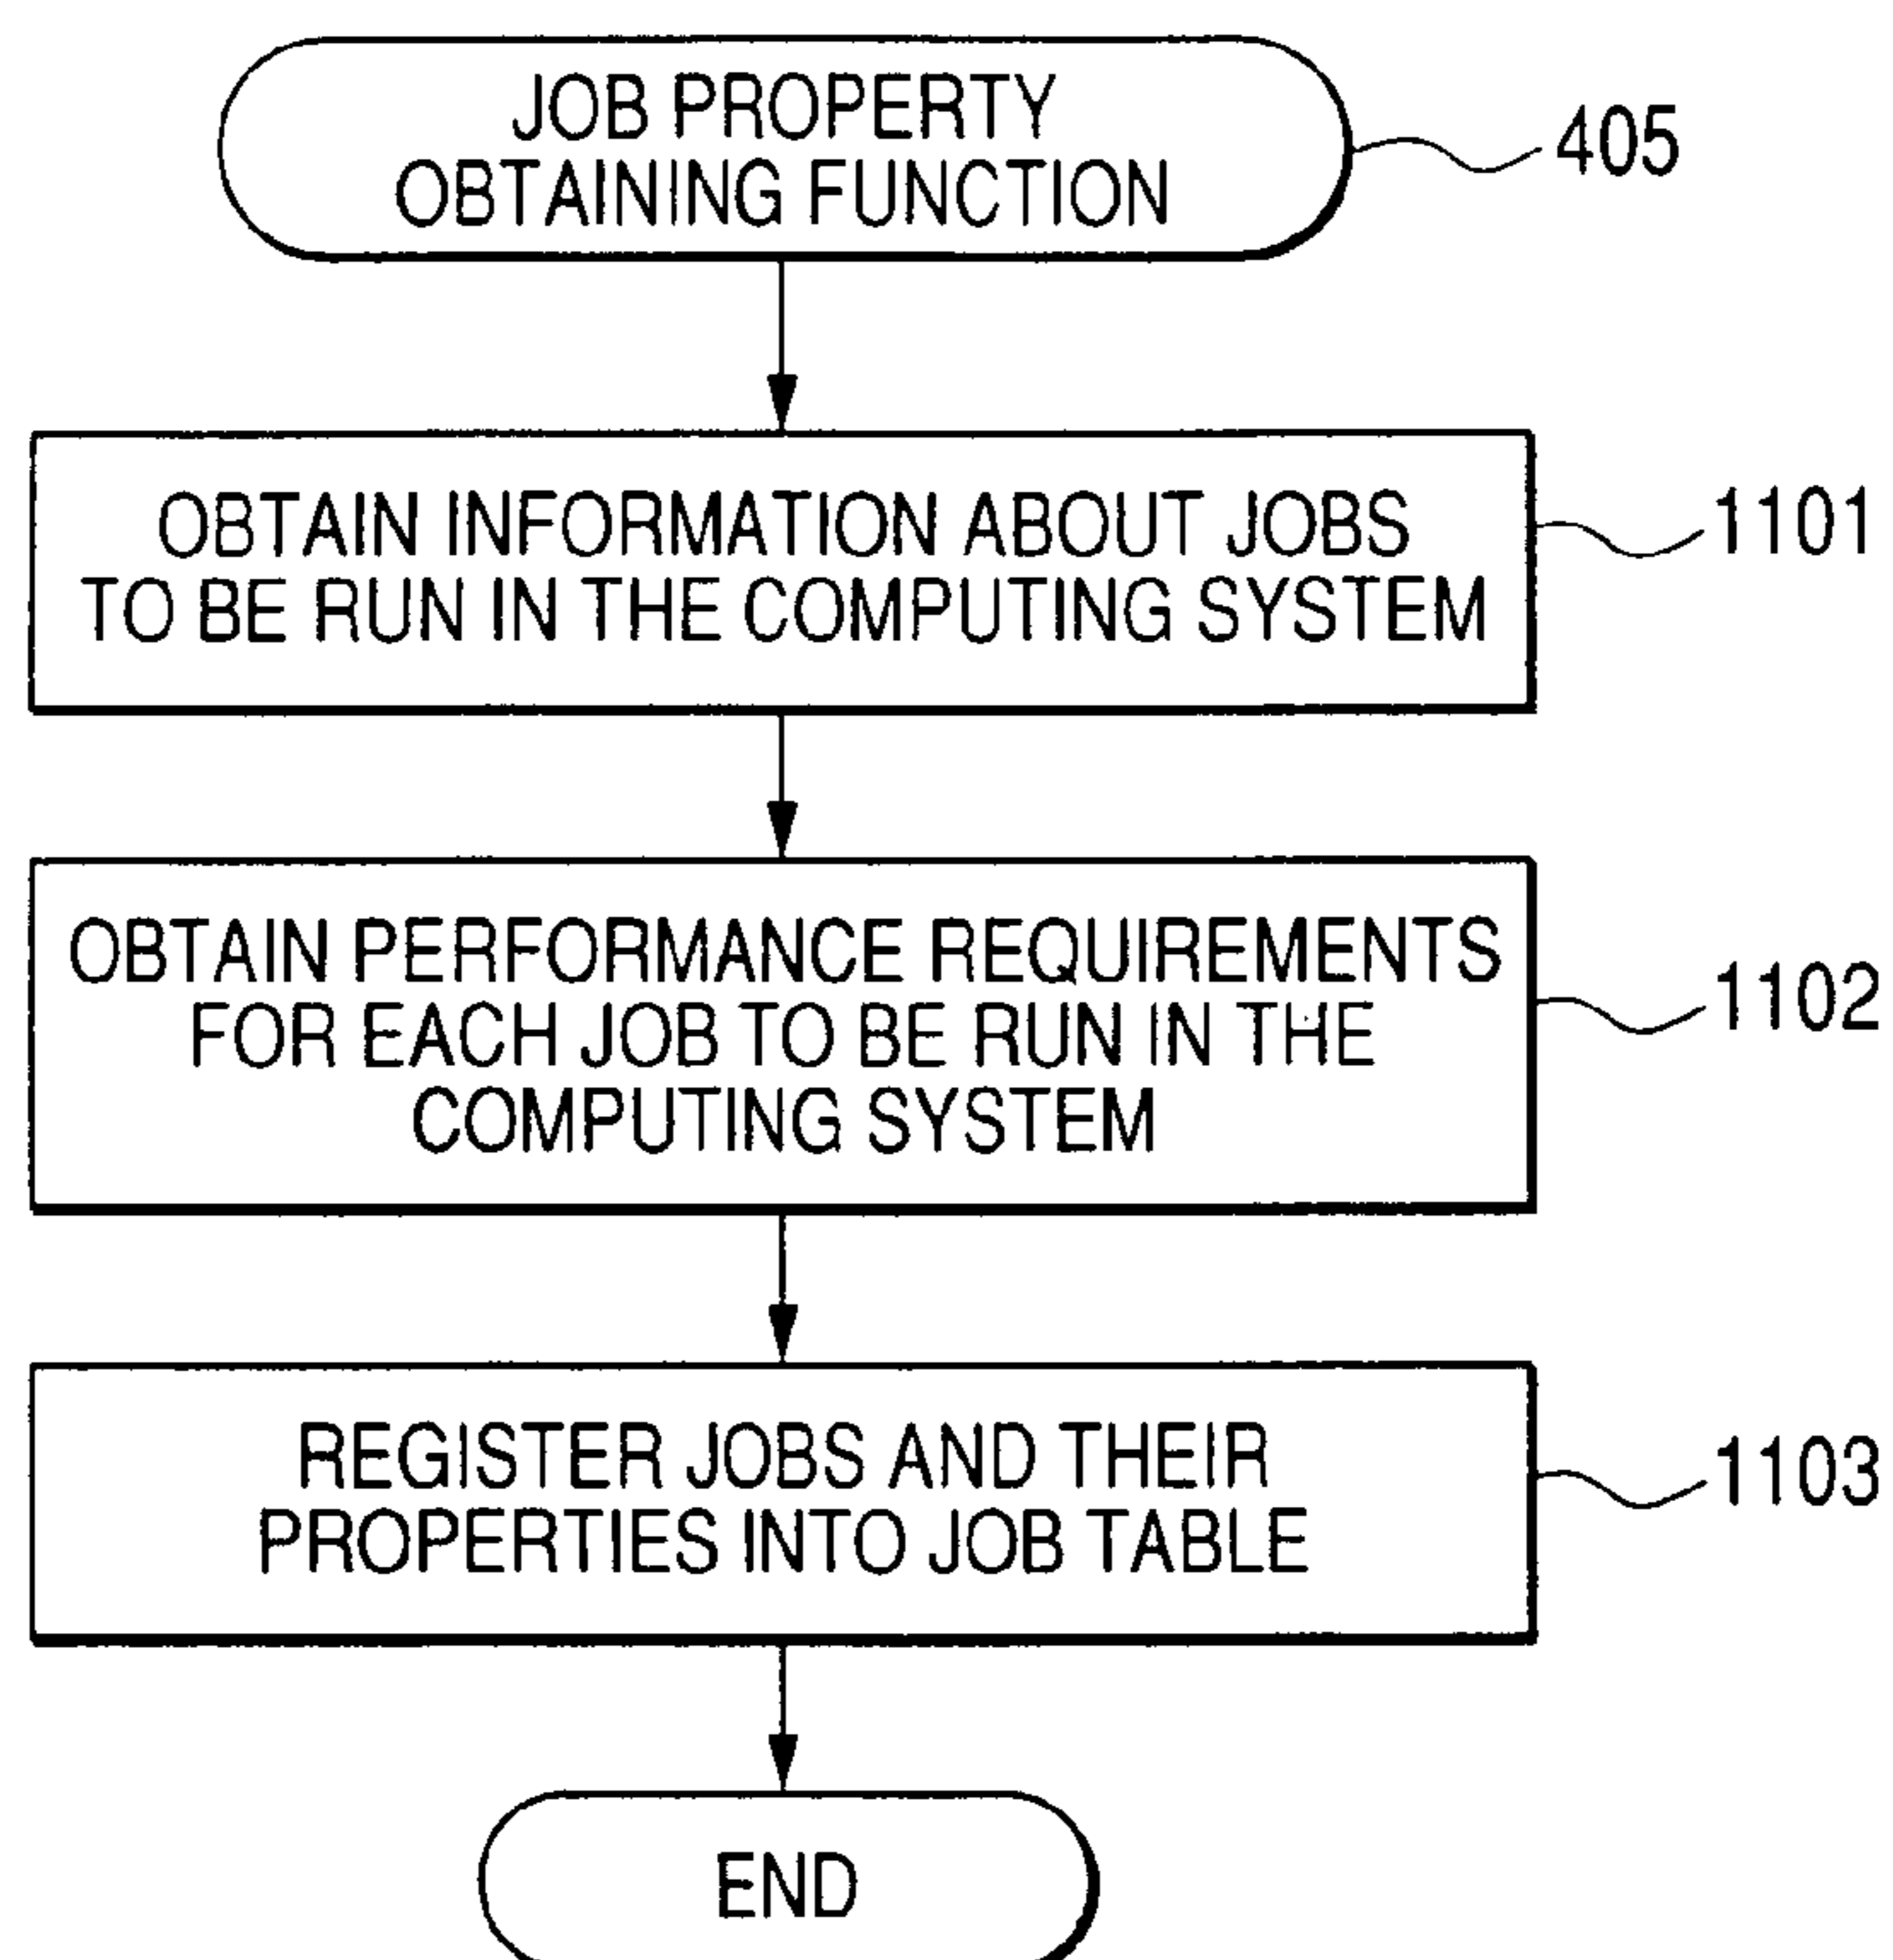 JOB PROPERTY
OBTAINING FUNCTION
405
OBTAIN INFORMATION ABOUT JOBS
TO BE RUN IN THE COMPUTING SYSTEM
1101
OBTAIN PERFORMANCE REQUIREMENTS
FOR EACH JOB TO BE RUN IN THE
COMPUTING SYSTEM
1102
REGISTER JOBS AND THEIR
PROPERTIES INTO JOB TABLE
1103
END